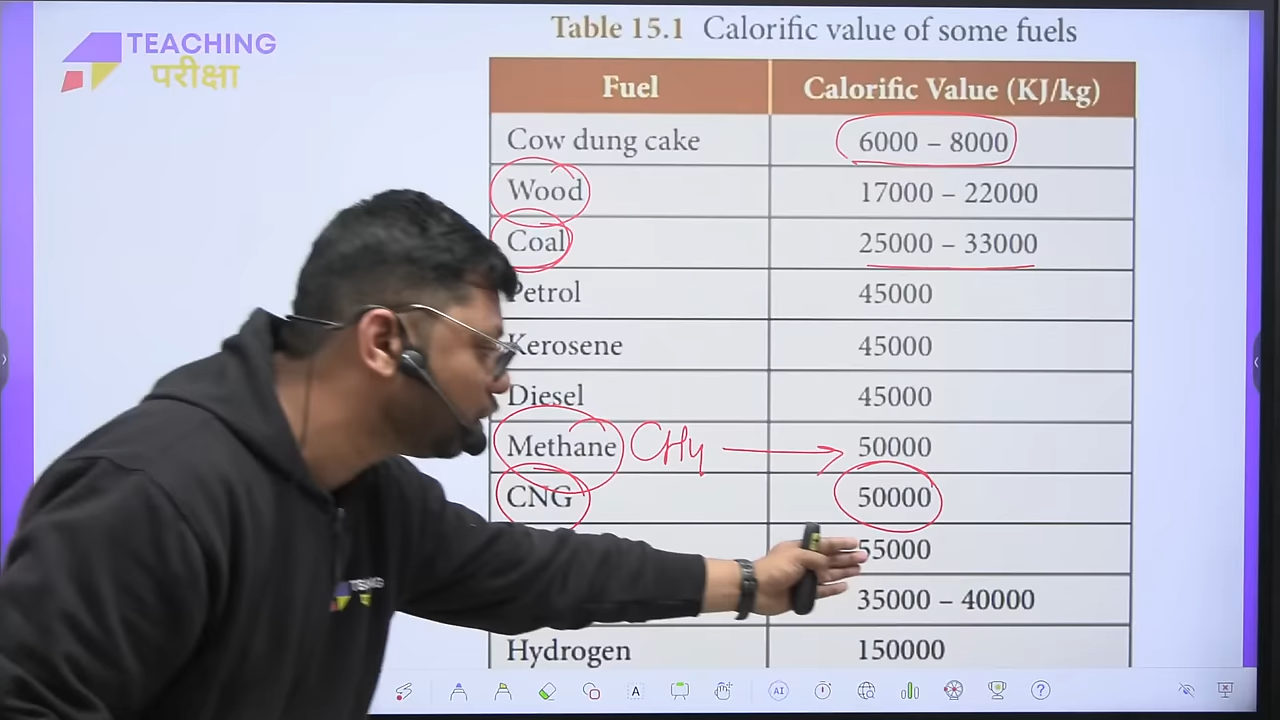 TEACHING
परीक्षा
Table 15.1 Calorific value of some fuels
Fuel Calorific Value (KJ/kg)
Cow dung cake 6000 – 8000
Wood 17000 – 22000
Coal 25000 – 33000
Petrol 45000
Kerosene 45000
Diesel 45000
Methane CH4 50000
CNG 50000
55000
35000 – 40000
Hydrogen 150000
A AI ?